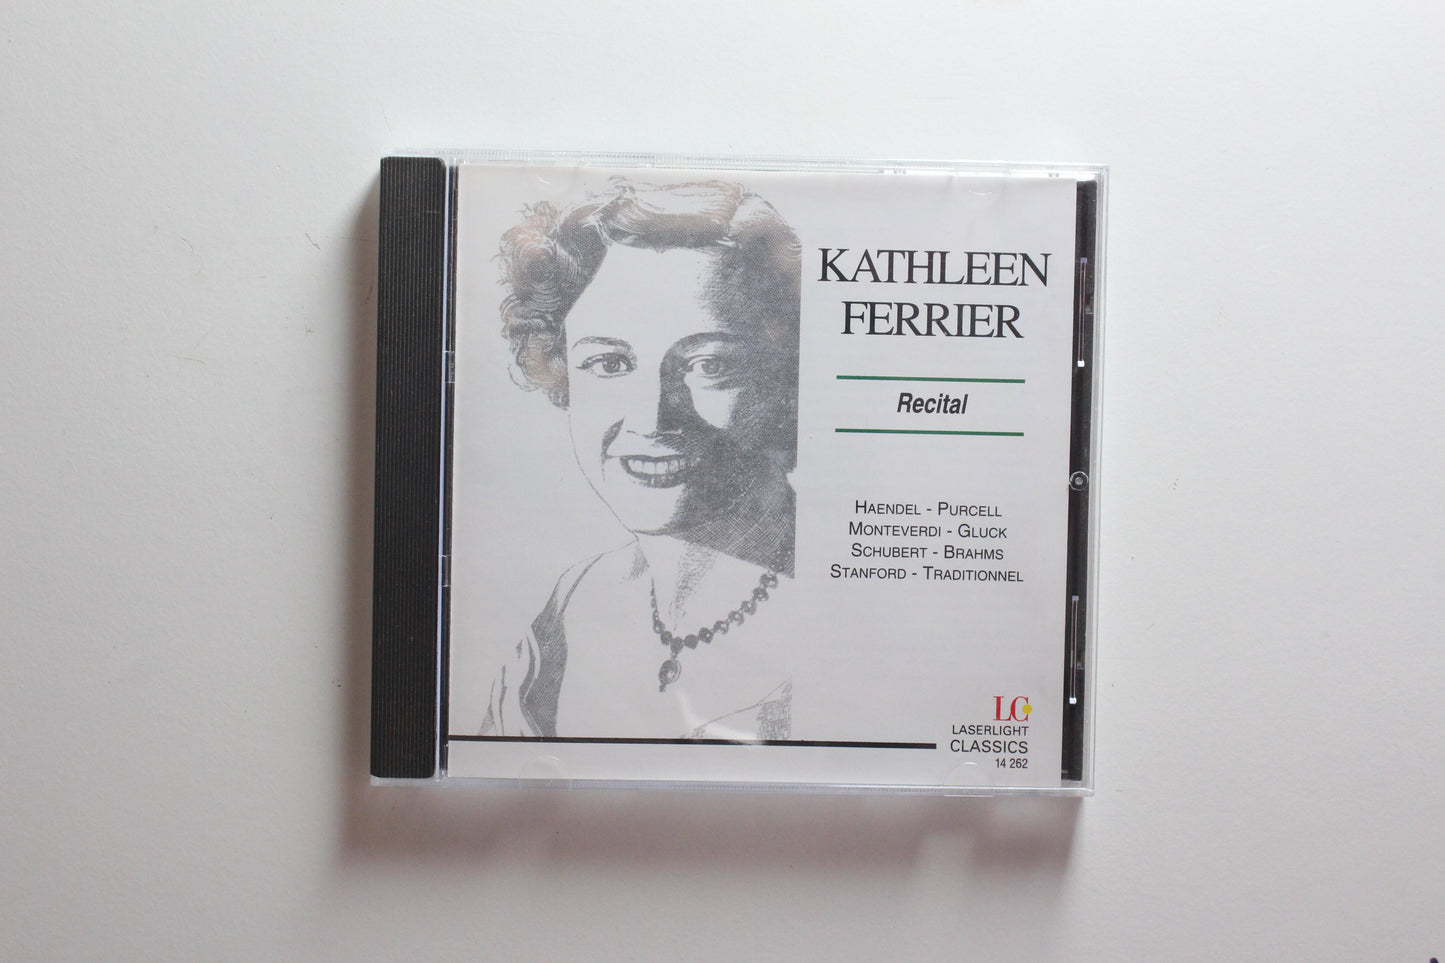 KATHLEEN
FERRIER
Recital
HAENDEL - PURCELL
MONTEVERDI - GLUCK
SCHUBERT - BRAHMS
STANFORD - TRADITIONNEL
LC
LASERLIGHT
CLASSICS
14 262